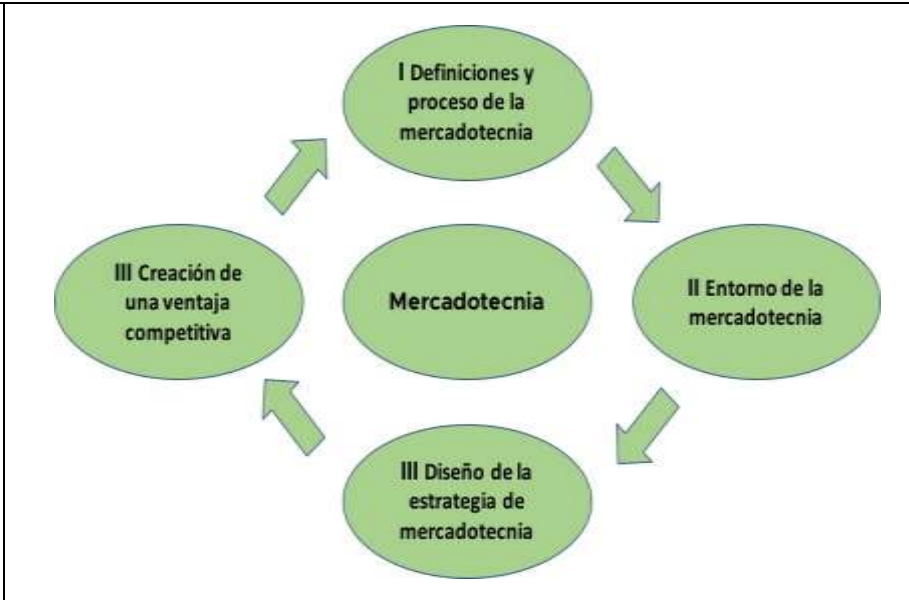 I Definiciones y
proceso de la
mercadotecnia
III Creación de
una ventaja
competitiva
Mercadotecnia
II Entorno de la
mercadotecnia
III Diseño de la
estrategia de
mercadotecnia